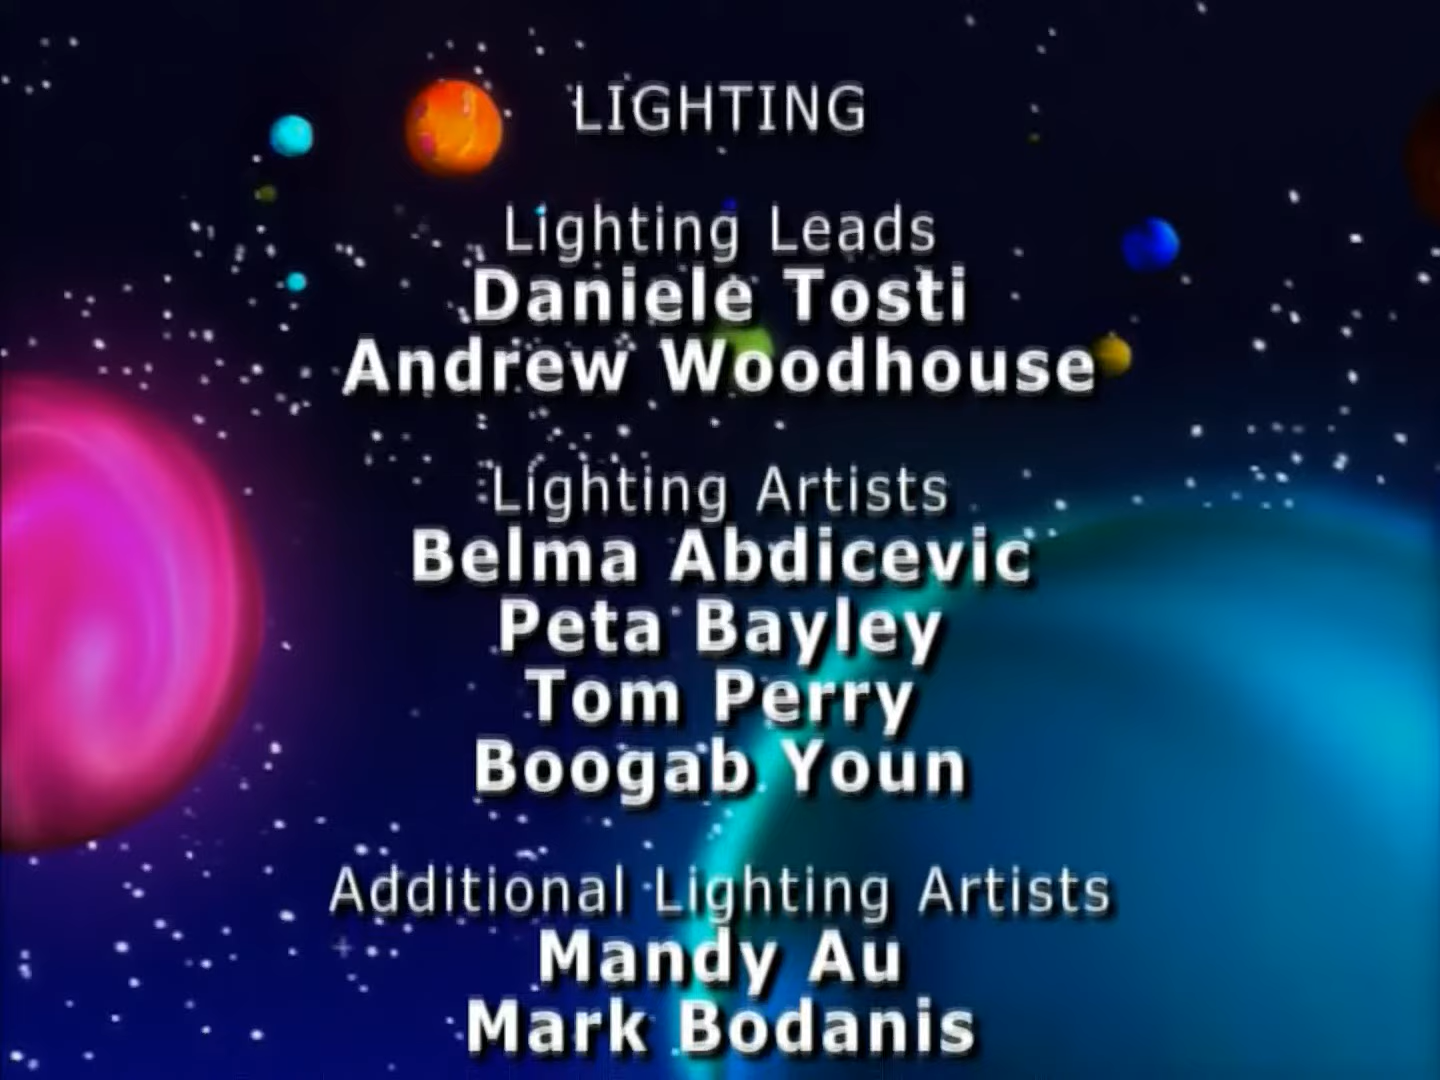 LIGHTING
Lighting Leads
Daniele Tosti
Andrew Woodhouse
Lighting Artists
Belma Abdicevic
Peta Bayley
Tom Perry
Boogab Youn
Additional Lighting Artists
Mandy Au
Mark Bodanis